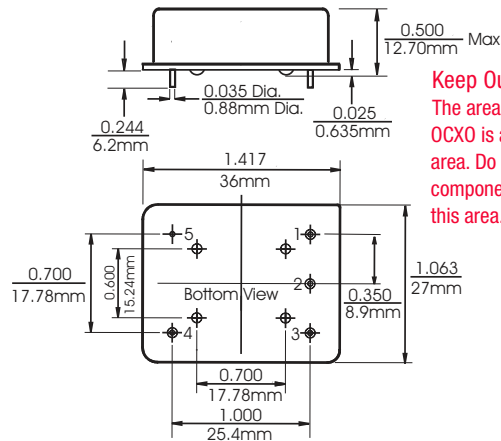 0.500
12.70mm Max
Keep Ou
The area
OCXO is a
area. Do
compone
this area.
0.035 Dia.
0.88mm Dia.
0.025
0.635mm
0.244
6.2mm
1.417
36mm
5
1
0.700
17.78mm
0.600
15.24mm
Bottom View
2
0.350
8.9mm
1.063
27mm
4
3
0.700
17.78mm
1.000
25.4mm